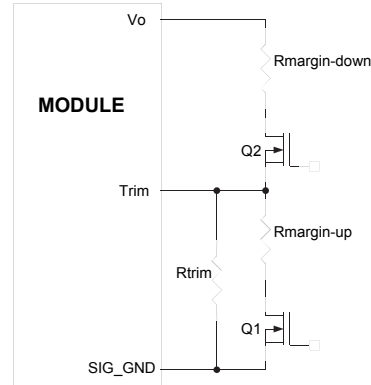 Vo
Rmargin-down
MODULE
Q2
Trim
Rmargin-up
Rtrim
Q1
SIG_GND